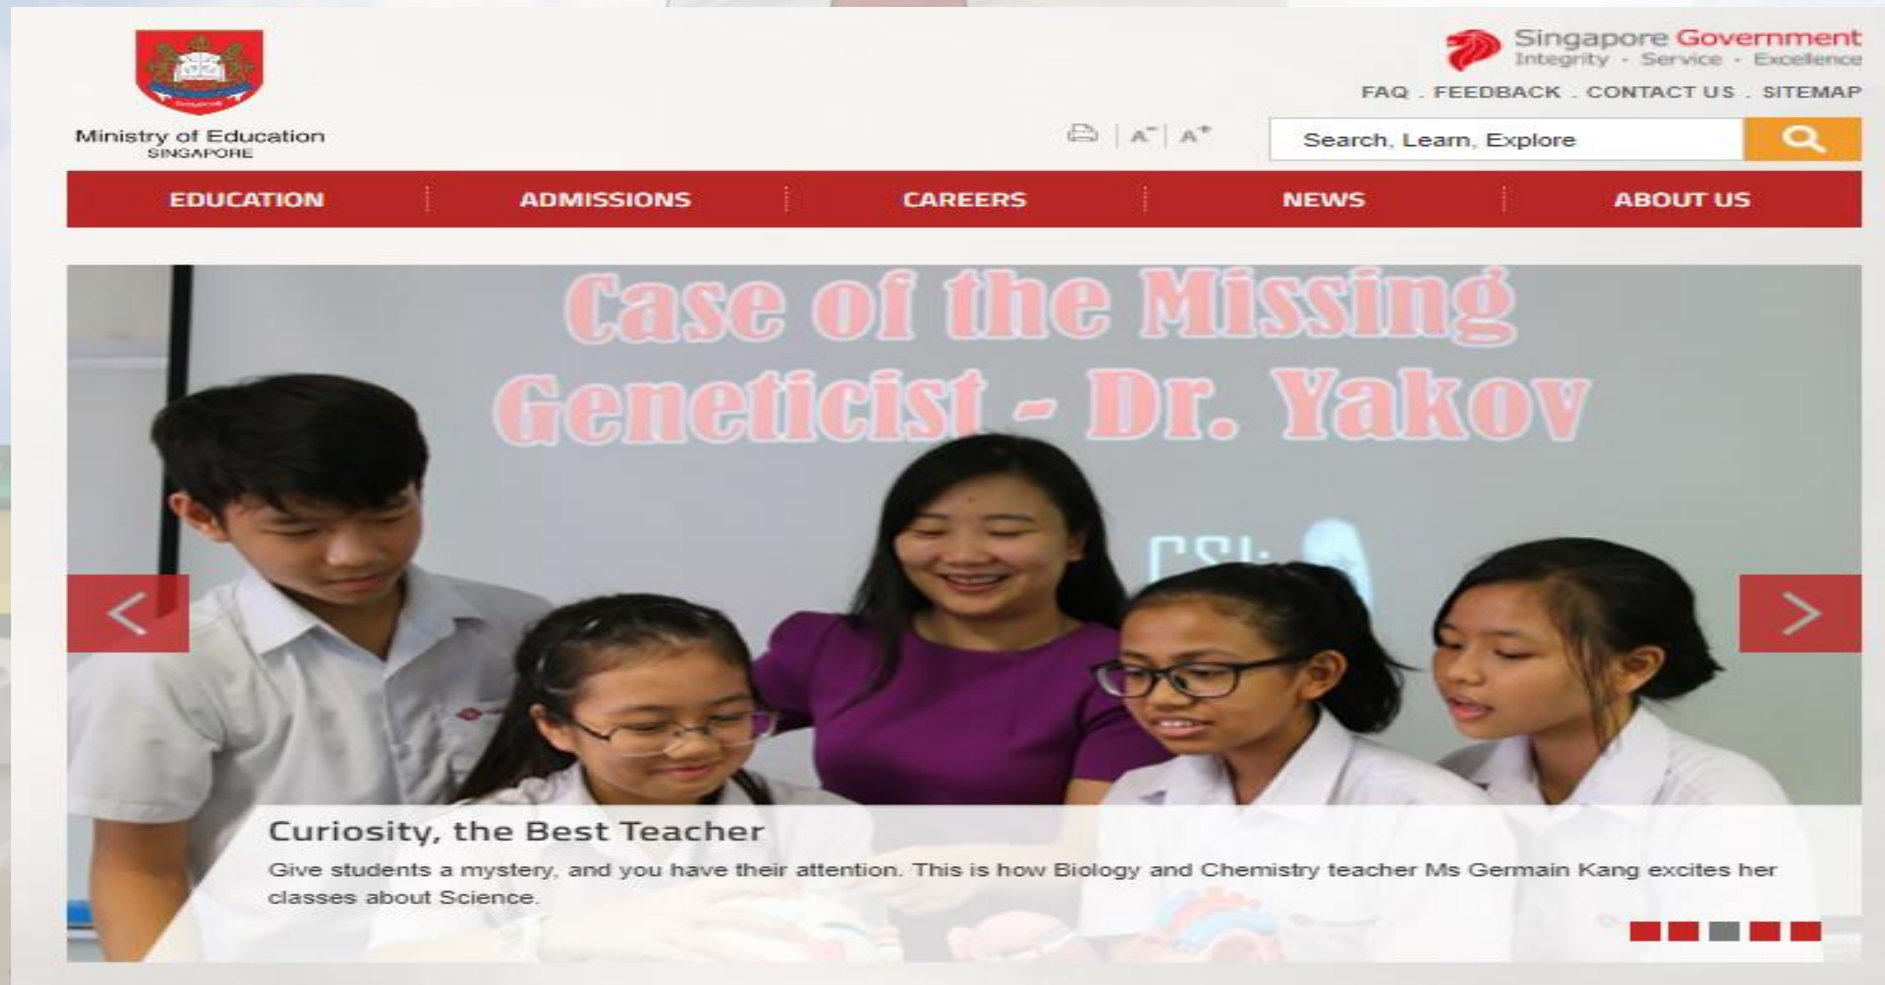 Singapore Government
Integrity · Service · Excellence
FAQ . FEEDBACK . CONTACT US . SITEMAP
Ministry of Education
SINGAPORE
A- | A+
Search, Learn, Explore
EDUCATION
ADMISSIONS
CAREERS
NEWS
ABOUT US
Case of the Missing
Geneticist - Dr. Yakov
CSI:
Curiosity, the Best Teacher
Give students a mystery, and you have their attention. This is how Biology and Chemistry teacher Ms Germain Kang excites her
classes about Science.